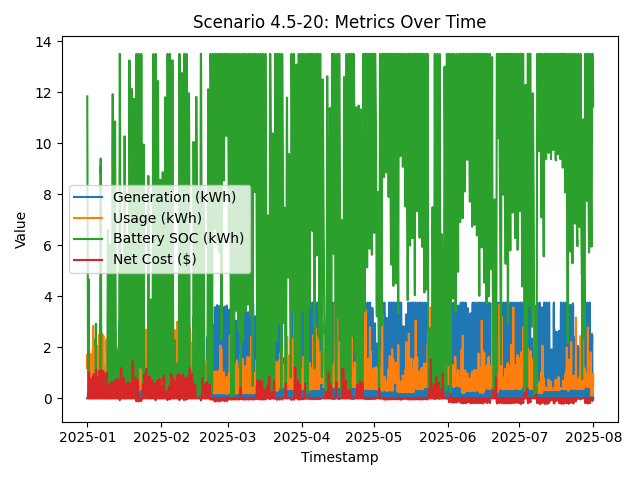 Scenario 4.5-20: Metrics Over Time
14
12
10
8
6
4
2
0
Value
Generation (kWh)
Usage (kWh)
Battery SOC (kWh)
Net Cost ($)
2025-01 2025-02 2025-03 2025-04 2025-05 2025-06 2025-07 2025-08
Timestamp